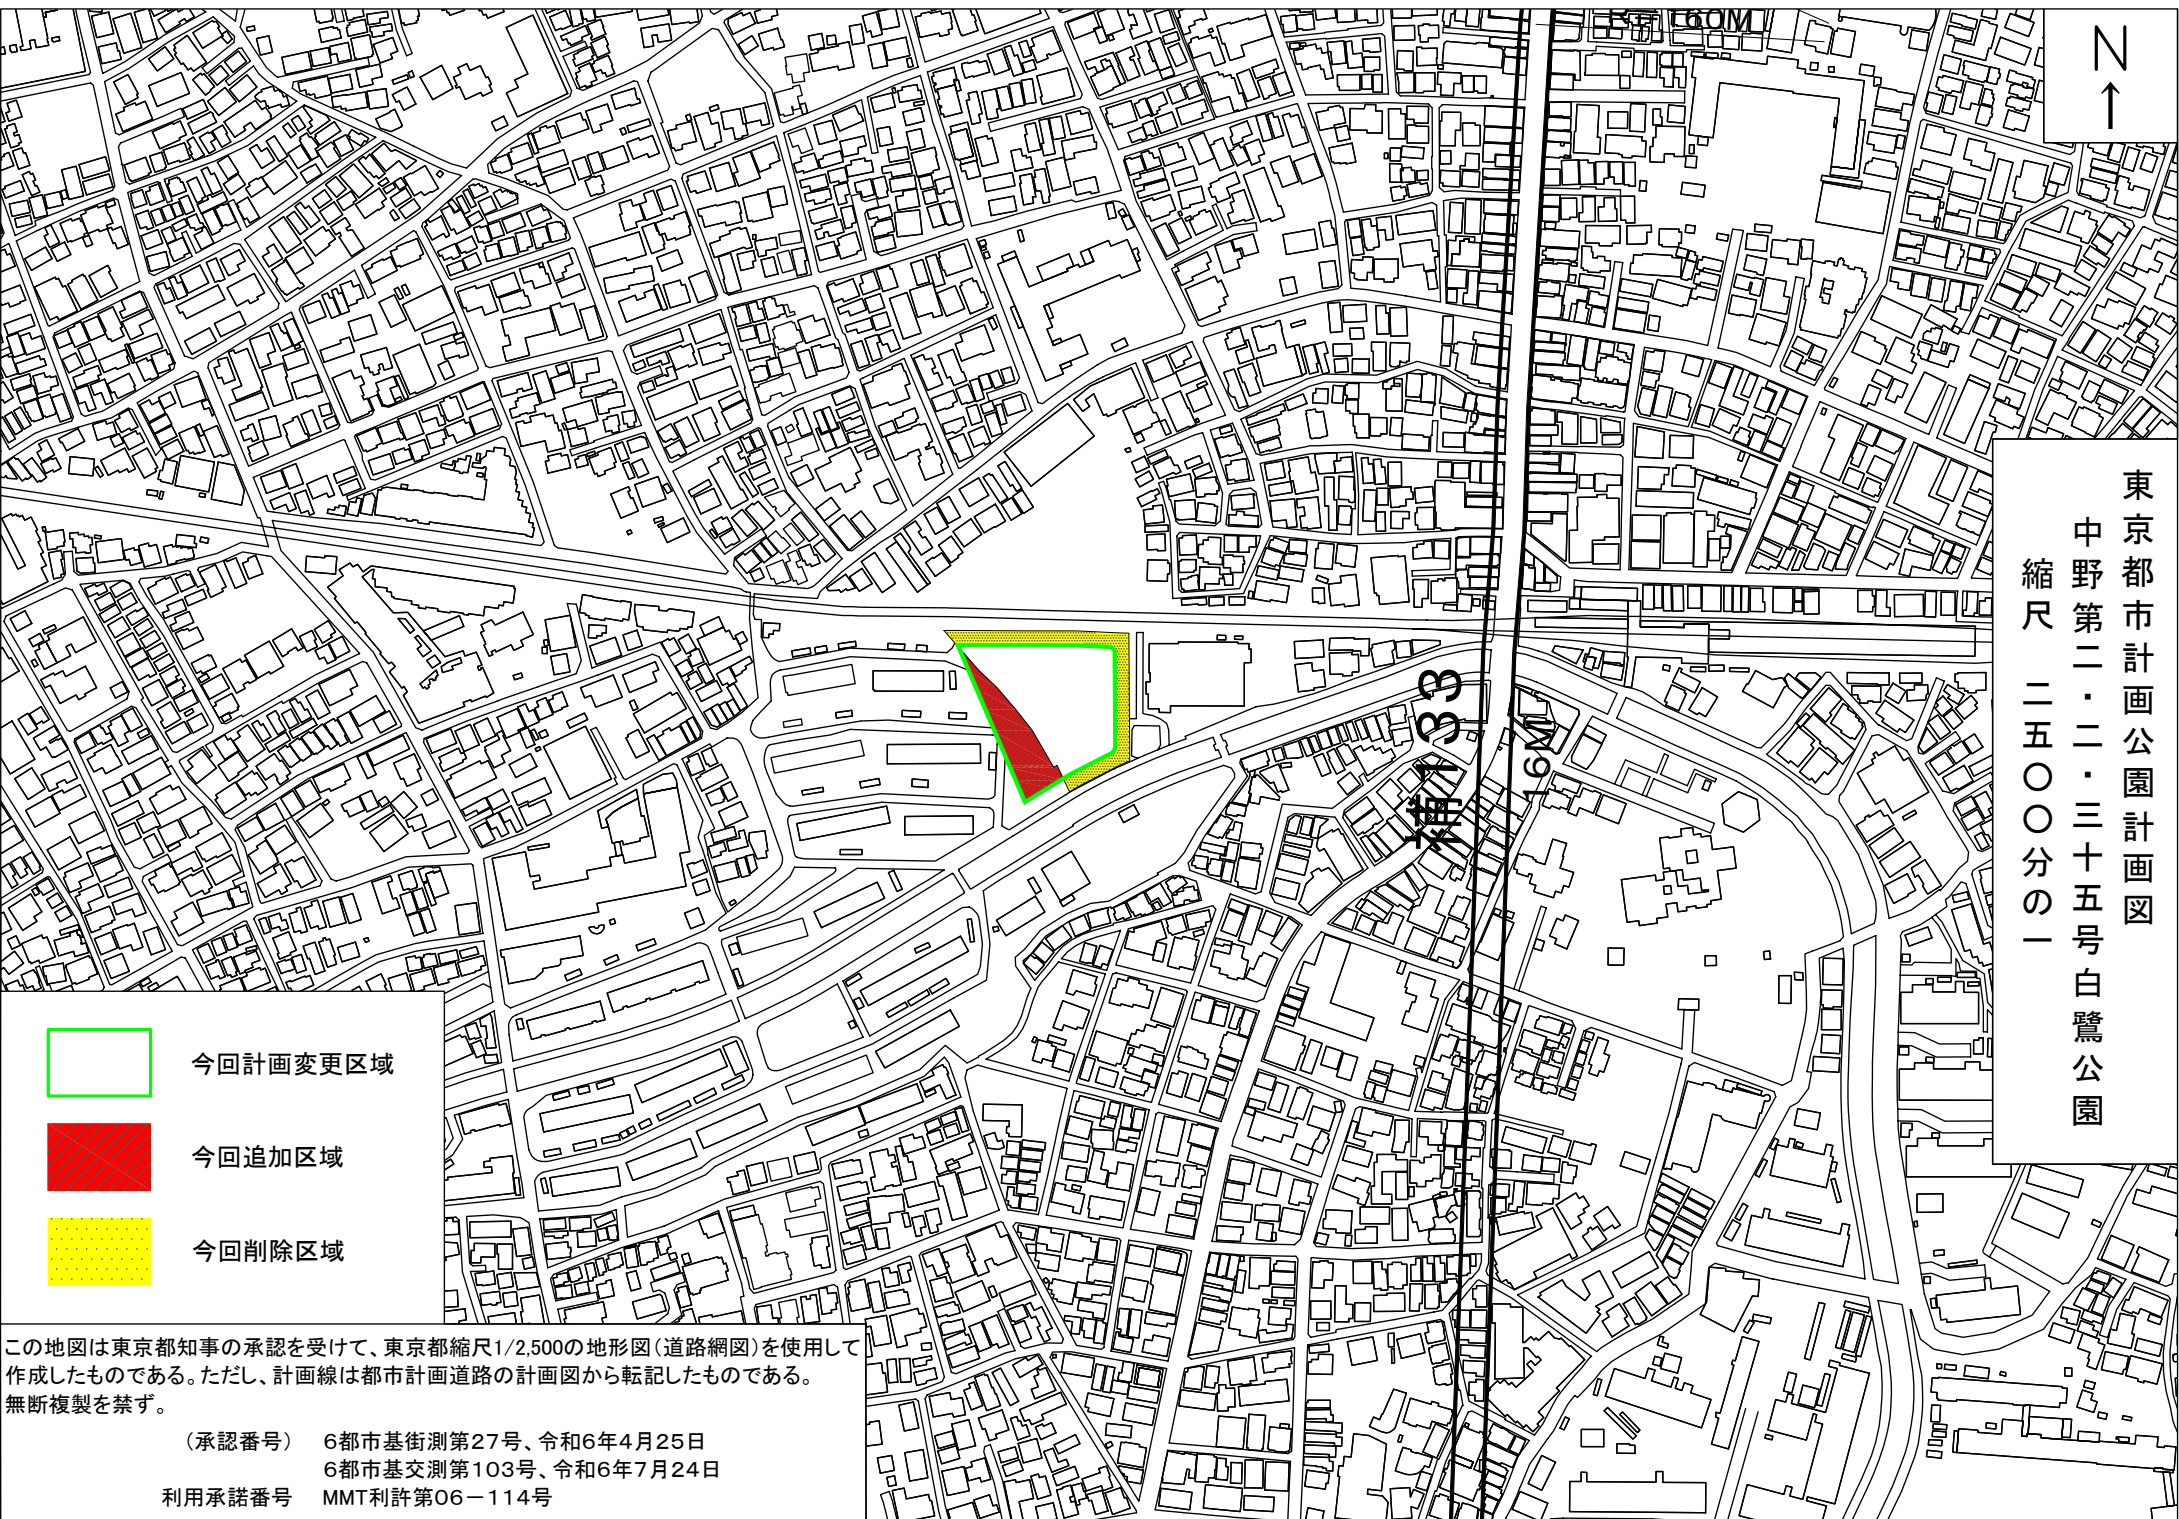 R=160M
N
東京都市計画公園計画図
中野第二・二・三十五号白鷺公園
縮尺 二五〇〇分の一
補133
16M
今回計画変更区域
今回追加区域
今回削除区域
この地図は東京都知事の承認を受けて、東京都縮尺1/2,500の地形図(道路網図)を使用して
作成したものである。ただし、計画線は都市計画道路の計画図から転記したものである。
無断複製を禁ず。
(承認番号) 6都市基街測第27号、令和6年4月25日
6都市基交測第103号、令和6年7月24日
利用承諾番号 MMT利許第06-114号